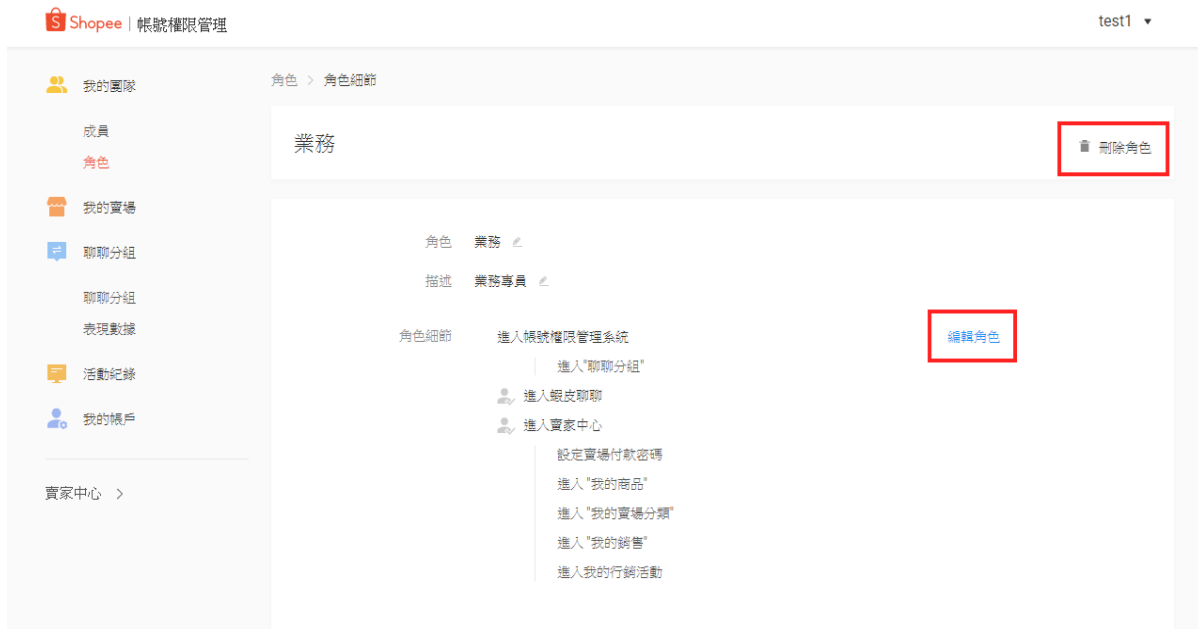 Shopee | 帳號權限管理
test1
我的團隊
成員
角色
我的賣場
聊聊分組
聊聊分組
表現數據
活動紀錄
我的帳戶
賣家中心 >
角色 > 角色細節
業務
刪除角色
角色 業務
描述 業務專員
角色細節 進入帳號權限管理系統
編輯角色
進入"聊聊分組"
進入蝦皮聊聊
進入賣家中心
設定賣場付款密碼
進入 "我的商品"
進入 "我的賣場分類"
進入 "我的銷售"
進入我的行銷活動